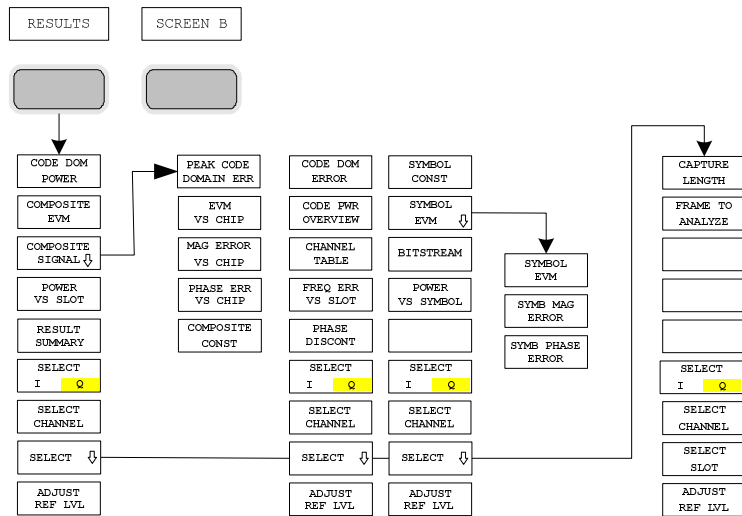 RESULTS
SCREEN B
CODE DOM
POWER
COMPOSITE
EVM
COMPOSITE
SIGNAL
POWER
VS SLOT
RESULT
SUMMARY
SELECT
I Q
SELECT
CHANNEL
SELECT
ADJUST
REF LVL
PEAK CODE
DOMAIN ERR
EVM
VS CHIP
MAG ERROR
VS CHIP
PHASE ERR
VS CHIP
COMPOSITE
CONST
CODE DOM
ERROR
CODE PWR
OVERVIEW
CHANNEL
TABLE
FREQ ERR
VS SLOT
PHASE
DISCONT
SELECT
I Q
SELECT
CHANNEL
SELECT
ADJUST
REF LVL
SYMBOL
CONST
SYMBOL
EVM
BITSTREAM
POWER
VS SYMBOL
SELECT
I Q
SELECT
CHANNEL
SELECT
ADJUST
REF LVL
SYMBOL
EVM
SYMB MAG
ERROR
SYMB PHASE
ERROR
CAPTURE
LENGTH
FRAME TO
ANALYZE
SELECT
I Q
SELECT
CHANNEL
SELECT
SLOT
ADJUST
REF LVL